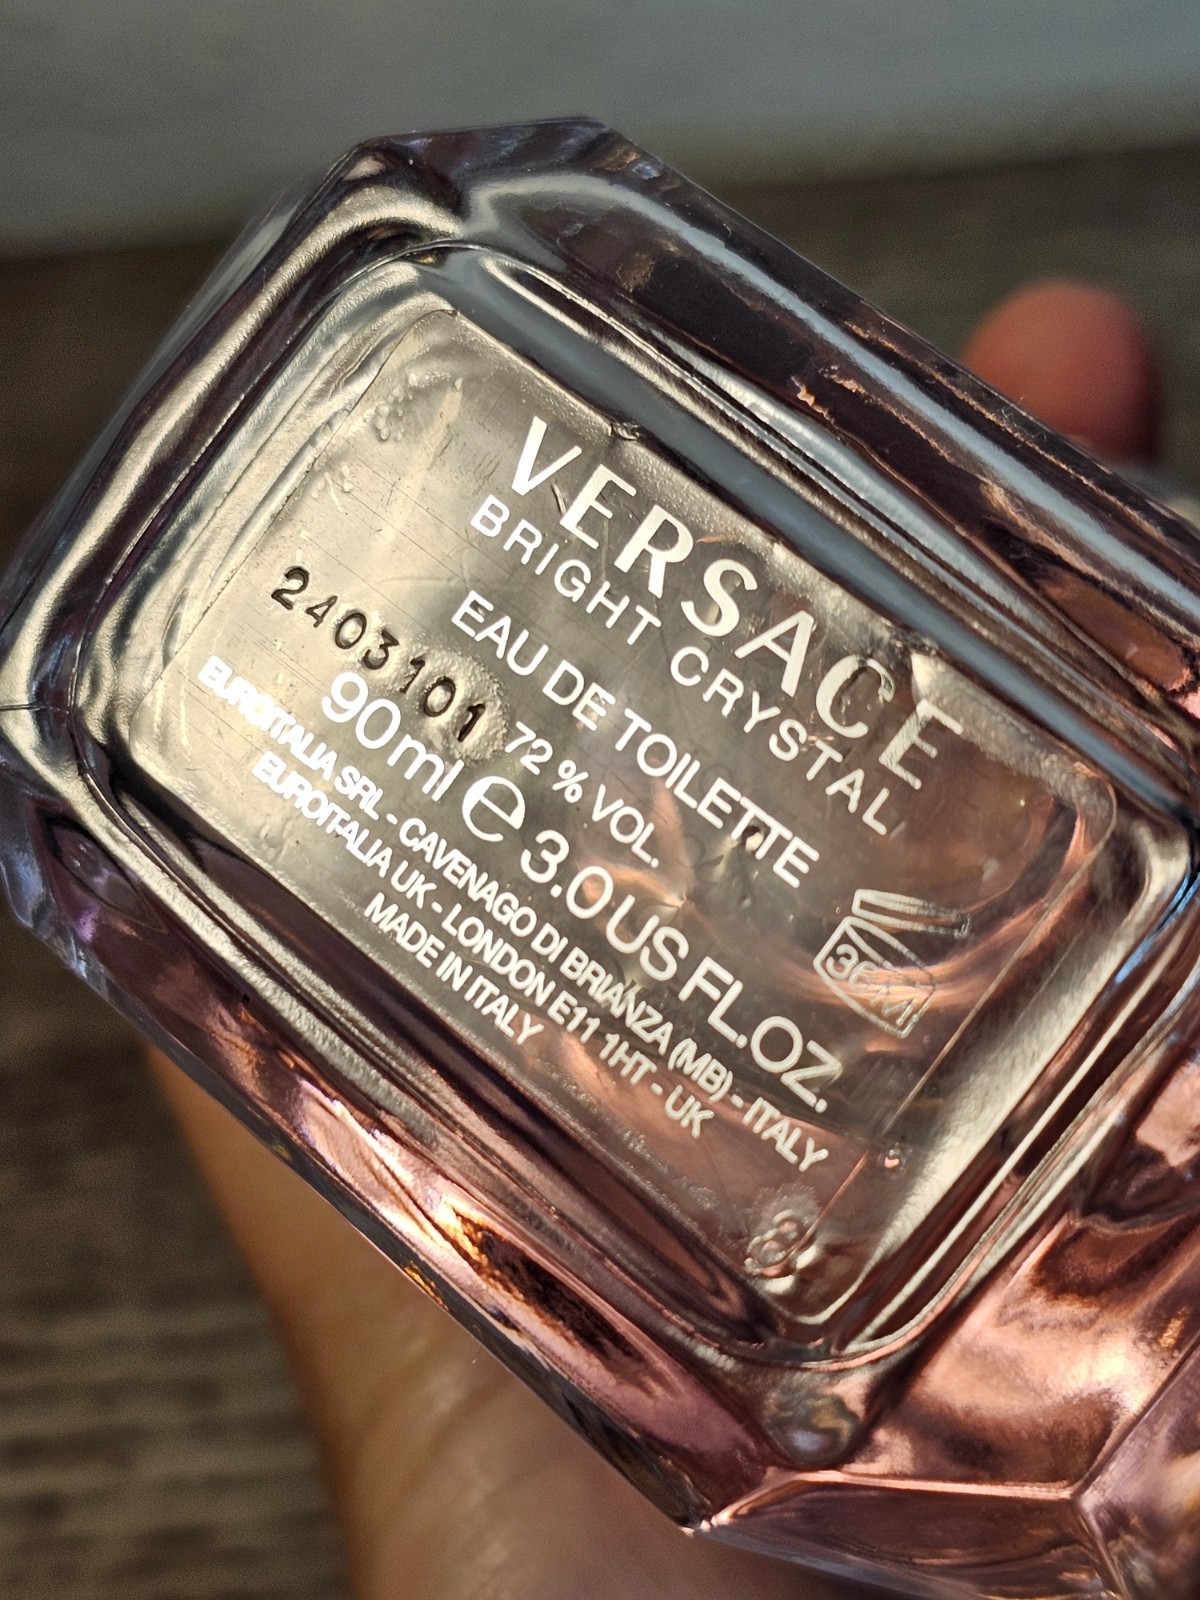 VERSACE
BRIGHT CRYSTAL
EAU DE TOILETTE
2403101
72 % VOL.
36M
90 ml e 3.0 US FL.OZ.
EUROITALIA SRL - CAVENAGO DI BRIANZA (MB) - ITALY
EUROITALIA UK - LONDON E11 1HT - UK
MADE IN ITALY